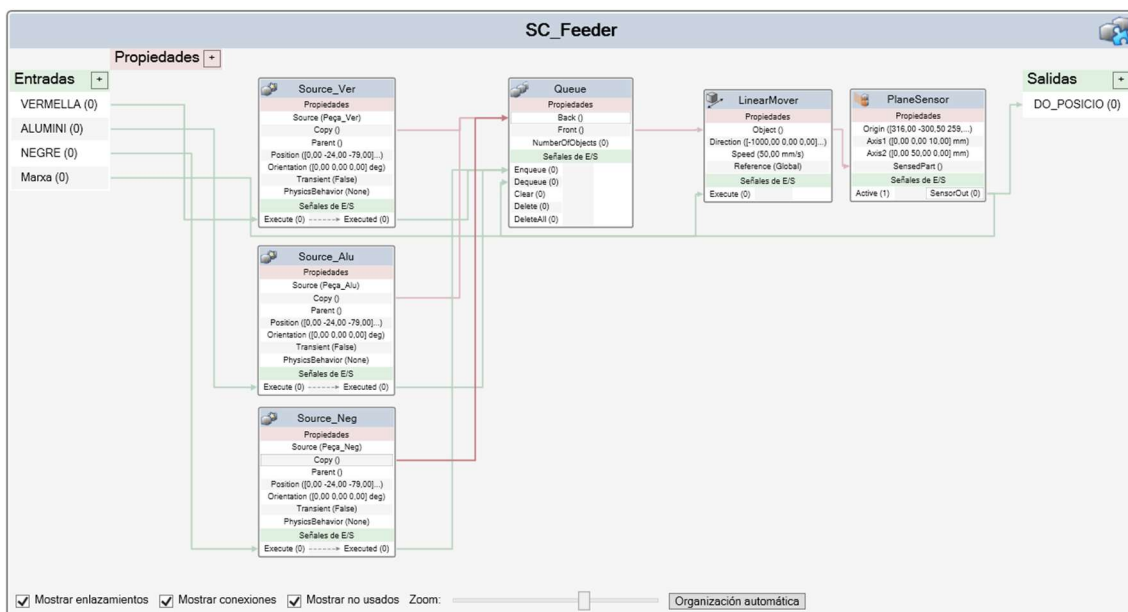 SC_Feeder
Propiedades +
Entradas +
VERMELLA (0)
ALUMINI (0)
NEGRE (0)
Marxa (0)
Source_Ver
Propiedades
Source (Peça_Ver)
Copy ()
Parent ()
Position ([0,00 -24,00 -79,00]...)
Orientation ([0,00 0,00 0,00] deg)
Transient (False)
PhysicsBehavior (None)
Señales de E/S
Execute (0) Executed (0)
Source_Alu
Propiedades
Source (Peça_Alu)
Copy ()
Parent ()
Position ([0,00 -24,00 -79,00]...)
Orientation ([0,00 0,00 0,00] deg)
Transient (False)
PhysicsBehavior (None)
Señales de E/S
Execute (0) Executed (0)
Source_Neg
Propiedades
Source (Peça_Neg)
Copy ()
Parent ()
Position ([0,00 -24,00 -79,00]...)
Orientation ([0,00 0,00 0,00] deg)
Transient (False)
PhysicsBehavior (None)
Señales de E/S
Execute (0) Executed (0)
Queue
Propiedades
Back ()
Front ()
NumberOfObjects (0)
Señales de E/S
Enqueue (0)
Dequeue (0)
Clear (0)
Delete (0)
DeleteAll (0)
LinearMover
Propiedades
Object ()
Direction ([-1000,00 0,00 0,00]...)
Speed (50,00 mm/s)
Reference (Global)
Señales de E/S
Execute (0)
PlaneSensor
Propiedades
Origin ([316,00 -300,50 259,...)
Axis1 ([0,00 0,00 10,00] mm)
Axis2 ([0,00 50,00 0,00] mm)
SensedPart ()
Señales de E/S
Active (1) SensorOut (0)
Salidas +
DO_POSICIO (0)
Mostrar enlazamientos Mostrar conexiones Mostrar no usados Zoom: Organización automática